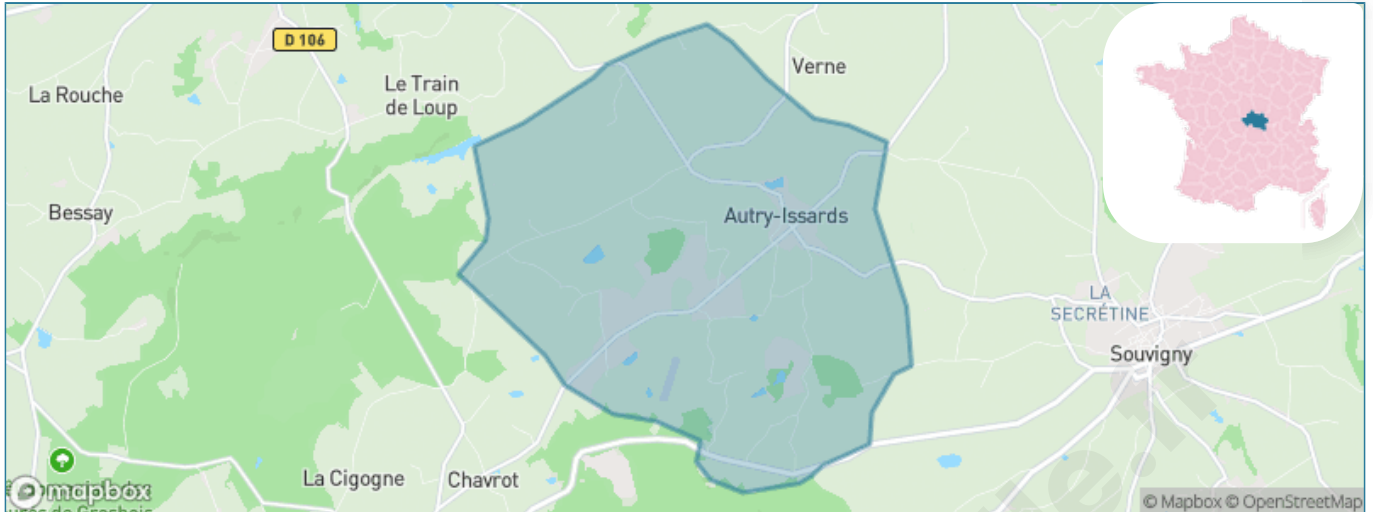 D 106
Verne
La Rouche
Le Train
de Loup
Bessay
Autry-Issards
LA
SECRÉTINE
Souvigny
La Cigogne
Chavrot
mapbox
© Mapbox © OpenStreetMap